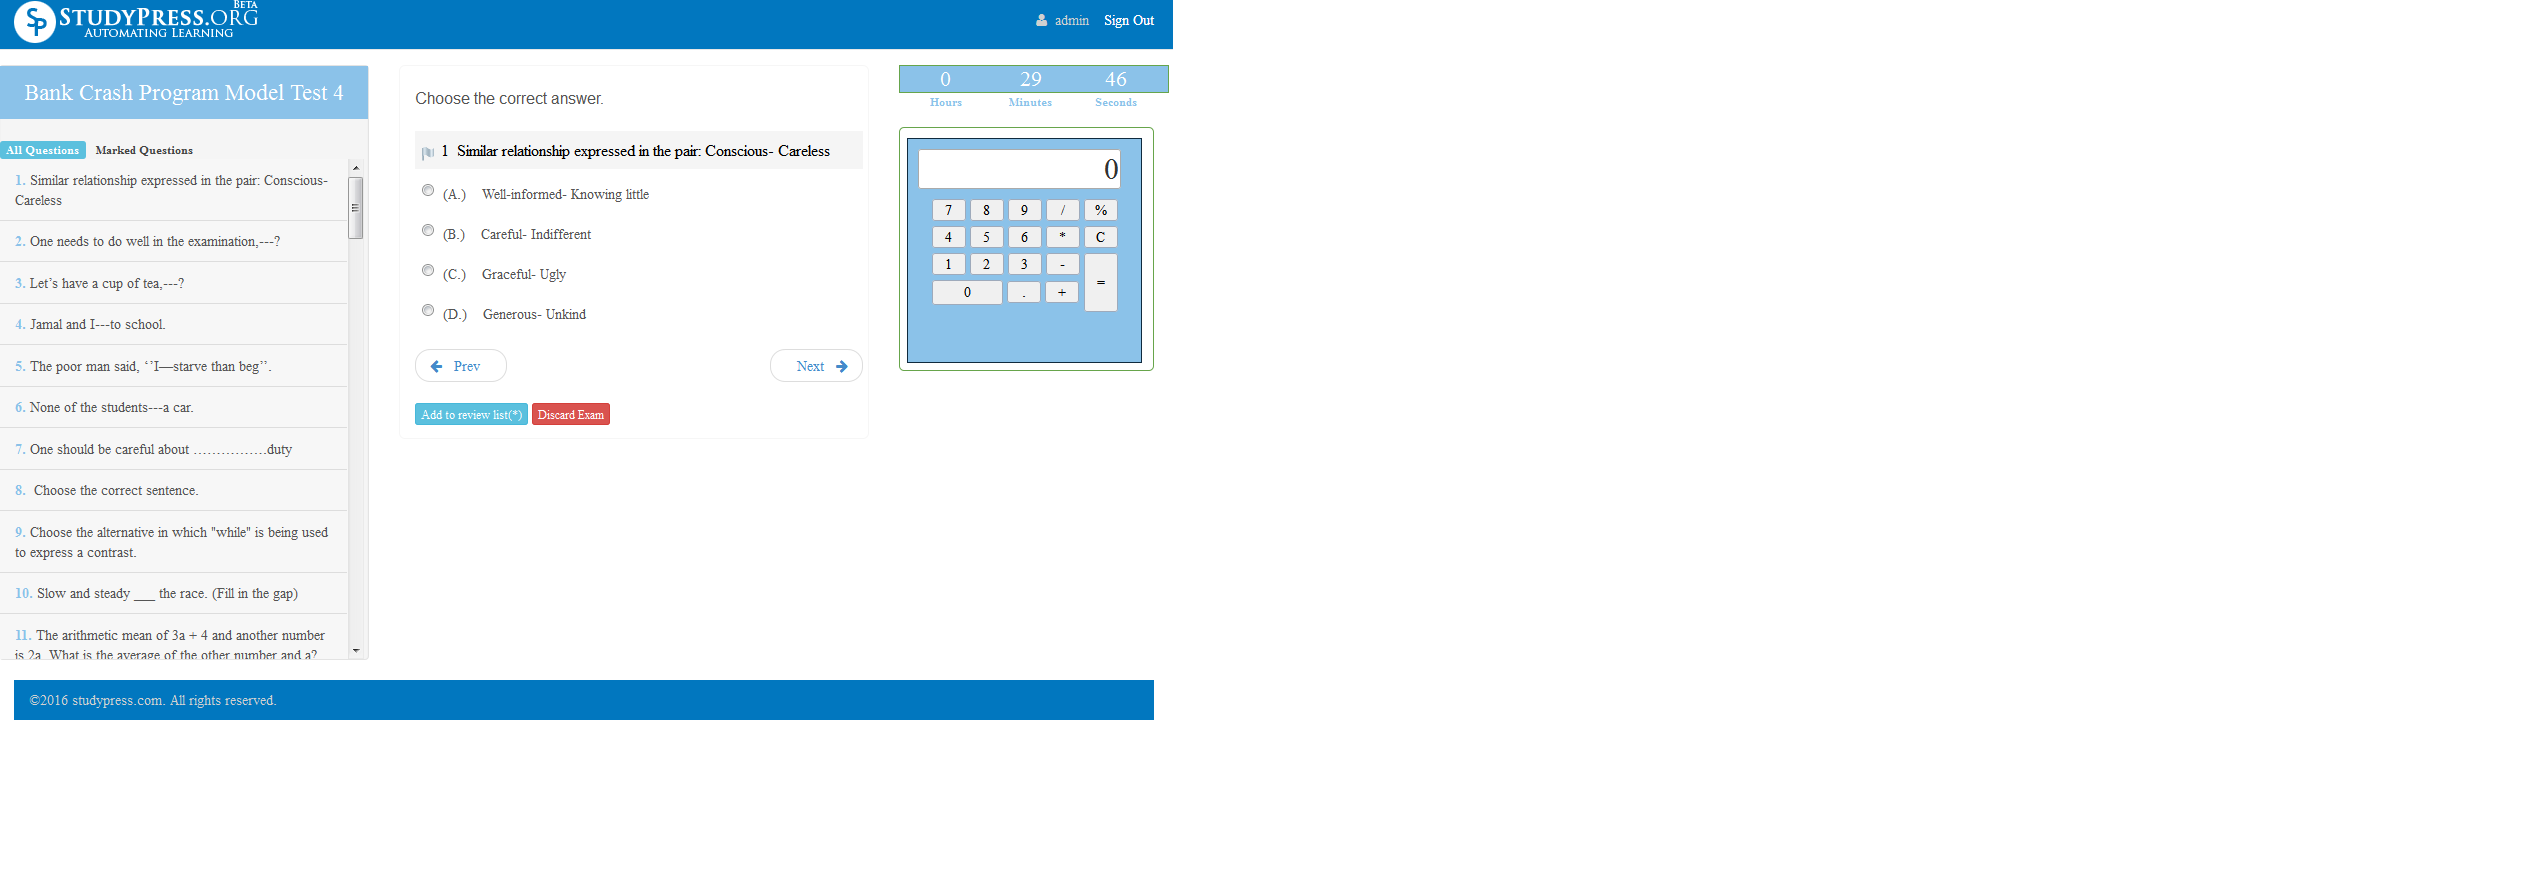 SP STUDYPRESS.ORG BETA
AUTOMATING LEARNING
admin Sign Out
Bank Crash Program Model Test 4
All Questions Marked Questions
1. Similar relationship expressed in the pair: Conscious-
Careless
2. One needs to do well in the examination,---?
3. Let’s have a cup of tea,---?
4. Jamal and I---to school.
5. The poor man said, ‘’I—starve than beg’’.
6. None of the students---a car.
7. One should be careful about …………….duty
8. Choose the correct sentence.
9. Choose the alternative in which "while" is being used
to express a contrast.
10. Slow and steady ___ the race. (Fill in the gap)
11. The arithmetic mean of 3a + 4 and another number
is 2a. What is the average of the other number and a?
Choose the correct answer.
1 Similar relationship expressed in the pair: Conscious- Careless
(A.) Well-informed- Knowing little
(B.) Careful- Indifferent
(C.) Graceful- Ugly
(D.) Generous- Unkind
Prev Next
Add to review list(*) Discard Exam
0 29 46
Hours Minutes Seconds
0
7 8 9 / %
4 5 6 * C
1 2 3 - =
0 . +
©2016 studypress.com. All rights reserved.